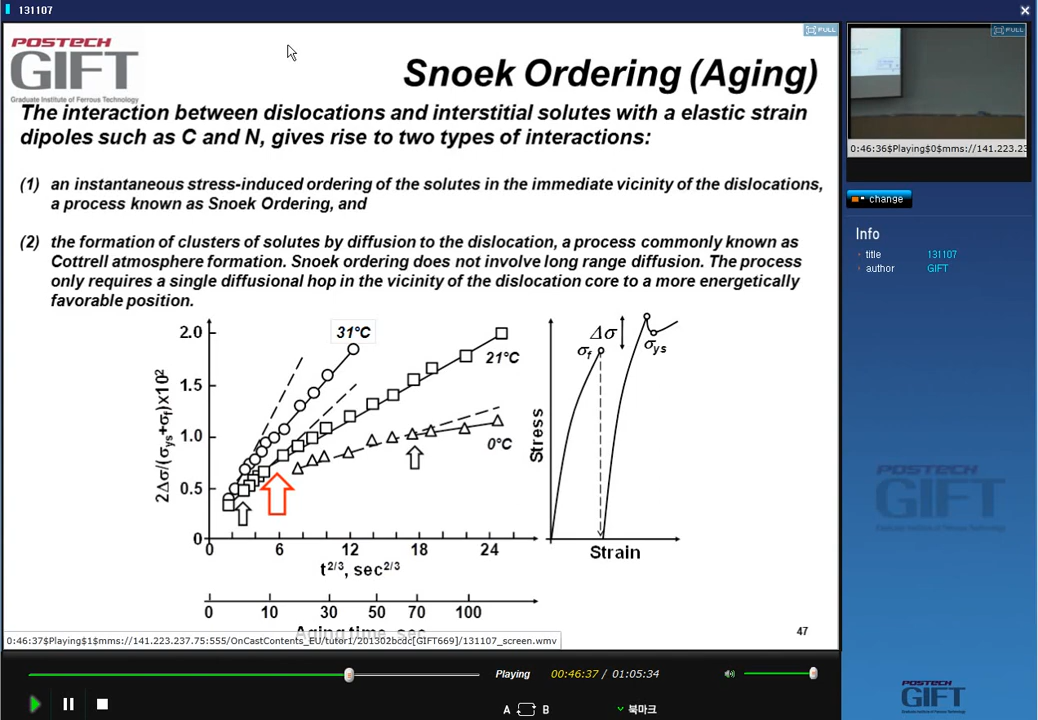 131107
FULL
POSTECH
GIFT
Graduate Institute of Ferrous Technology
Snoek Ordering (Aging)
The interaction between dislocations and interstitial solutes with a elastic strain
dipoles such as C and N, gives rise to two types of interactions:
(1) an instantaneous stress-induced ordering of the solutes in the immediate vicinity of the dislocations,
a process known as Snoek Ordering, and
(2) the formation of clusters of solutes by diffusion to the dislocation, a process commonly known as
Cottrell atmosphere formation. Snoek ordering does not involve long range diffusion. The process
only requires a single diffusional hop in the vicinity of the dislocation core to a more energetically
favorable position.
2Δσ/(σys+σf)x10²
2.0
1.5
1.0
0.5
0
31°C
21°C
0°C
0 6 12 18 24
t2/3, sec2/3
0 10 30 50 70 100
Aging time, sec
Stress
Δσ
σf
σys
Strain
47
0:46:37$Playing$1$mms://141.223.237.75:555/OnCastContents_EU/tutor1/201302bcdc[GIFT669]/131107_screen.wmv
Playing 00:46:37 / 01:05:34
A B
북마크
FULL
0:46:36$Playing$0$mms://141.223.23
change
Info
title 131107
author GIFT
POSTECH
GIFT
POSTECH
GIFT